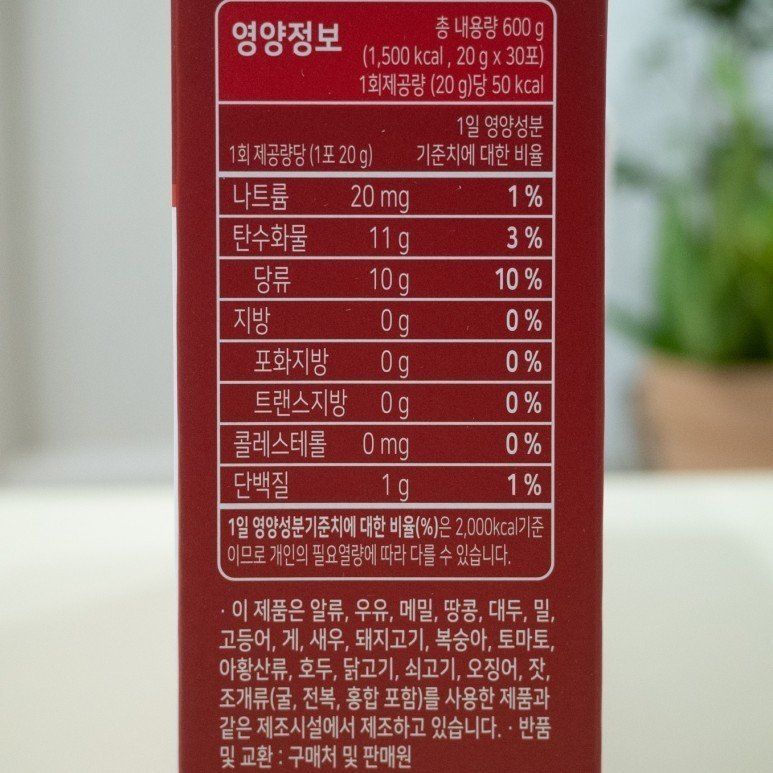 영양정보
총 내용량 600 g
(1,500 kcal , 20 g x 30포)
1회제공량 (20 g)당 50 kcal
1일 영양성분
1회 제공량당 (1포 20 g) 기준치에 대한 비율
나트륨 20 mg 1 %
탄수화물 11 g 3 %
당류 10 g 10 %
지방 0 g 0 %
포화지방 0 g 0 %
트랜스지방 0 g 0 %
콜레스테롤 0 mg 0 %
단백질 1 g 1 %
1일 영양성분기준치에 대한 비율(%)은 2,000kcal기준
이므로 개인의 필요열량에 따라 다를 수 있습니다.
· 이 제품은 알류, 우유, 메밀, 땅콩, 대두, 밀,
고등어, 게, 새우, 돼지고기, 복숭아, 토마토,
아황산류, 호두, 닭고기, 쇠고기, 오징어, 잣,
조개류(굴, 전복, 홍합 포함)를 사용한 제품과
같은 제조시설에서 제조하고 있습니다. · 반품
및 교환 : 구매처 및 판매원